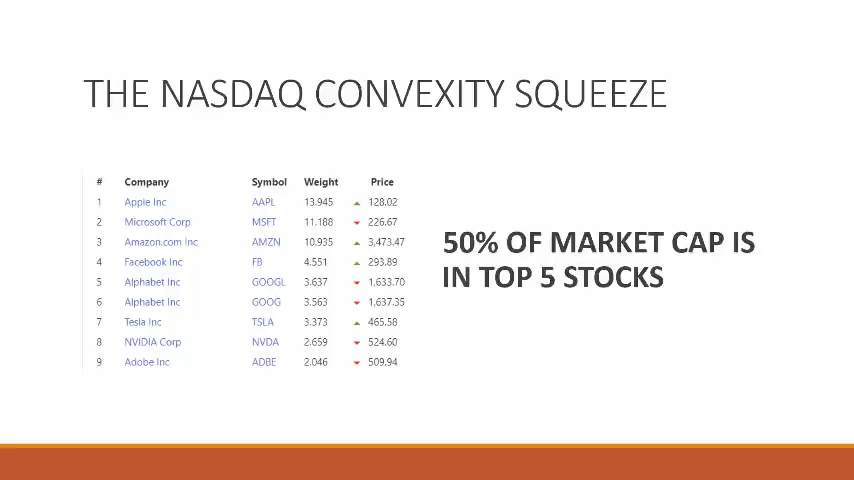 THE NASDAQ CONVEXITY SQUEEZE
# Company Symbol Weight Price
1 Apple Inc AAPL 13.945 128.02
2 Microsoft Corp MSFT 11.188 226.67
3 Amazon.com Inc AMZN 10.935 3,473.47
4 Facebook Inc FB 4.551 293.89
5 Alphabet Inc GOOGL 3.637 1,633.70
6 Alphabet Inc GOOG 3.563 1,637.35
7 Tesla Inc TSLA 3.373 465.58
8 NVIDIA Corp NVDA 2.659 524.60
9 Adobe Inc ADBE 2.046 509.94
50% OF MARKET CAP IS
IN TOP 5 STOCKS